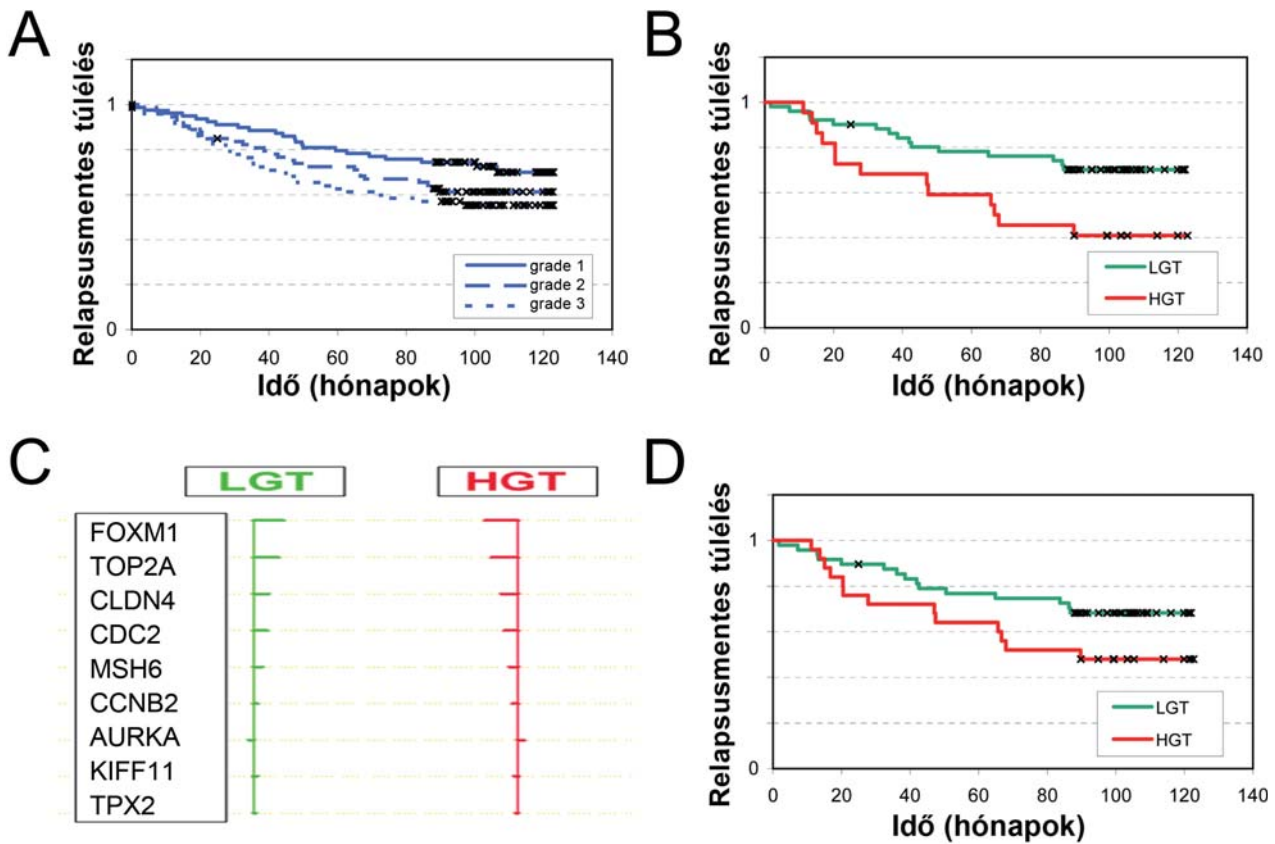 A
Relapsusmentes túlélés
1
0
0 20 40 60 80 100 120 140
Idő (hónapok)
grade 1
grade 2
grade 3
B
Relapsusmentes túlélés
1
0
0 20 40 60 80 100 120 140
Idő (hónapok)
LGT
HGT
C
LGT HGT
FOXM1
TOP2A
CLDN4
CDC2
MSH6
CCNB2
AURKA
KIFF11
TPX2
D
Relapsusmentes túlélés
1
0
0 20 40 60 80 100 120 140
Idő (hónapok)
LGT
HGT